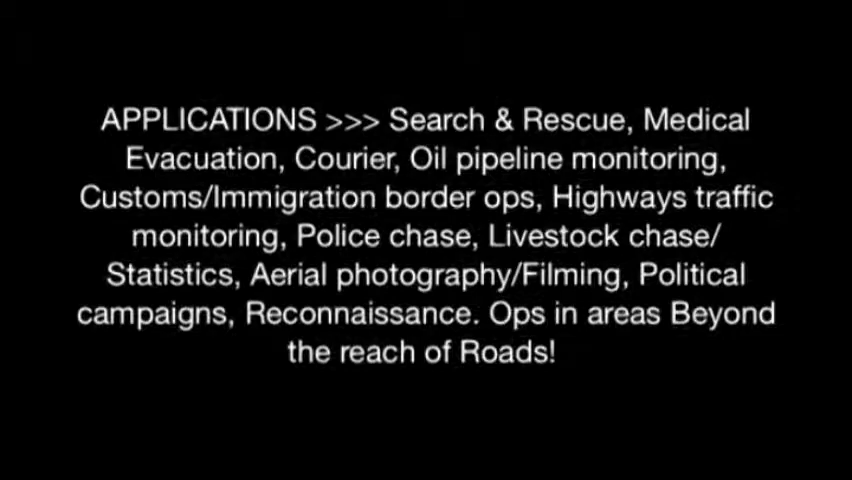 APPLICATIONS >>> Search & Rescue, Medical
Evacuation, Courier, Oil pipeline monitoring,
Customs/Immigration border ops, Highways traffic
monitoring, Police chase, Livestock chase/
Statistics, Aerial photography/Filming, Political
campaigns, Reconnaissance. Ops in areas Beyond
the reach of Roads!